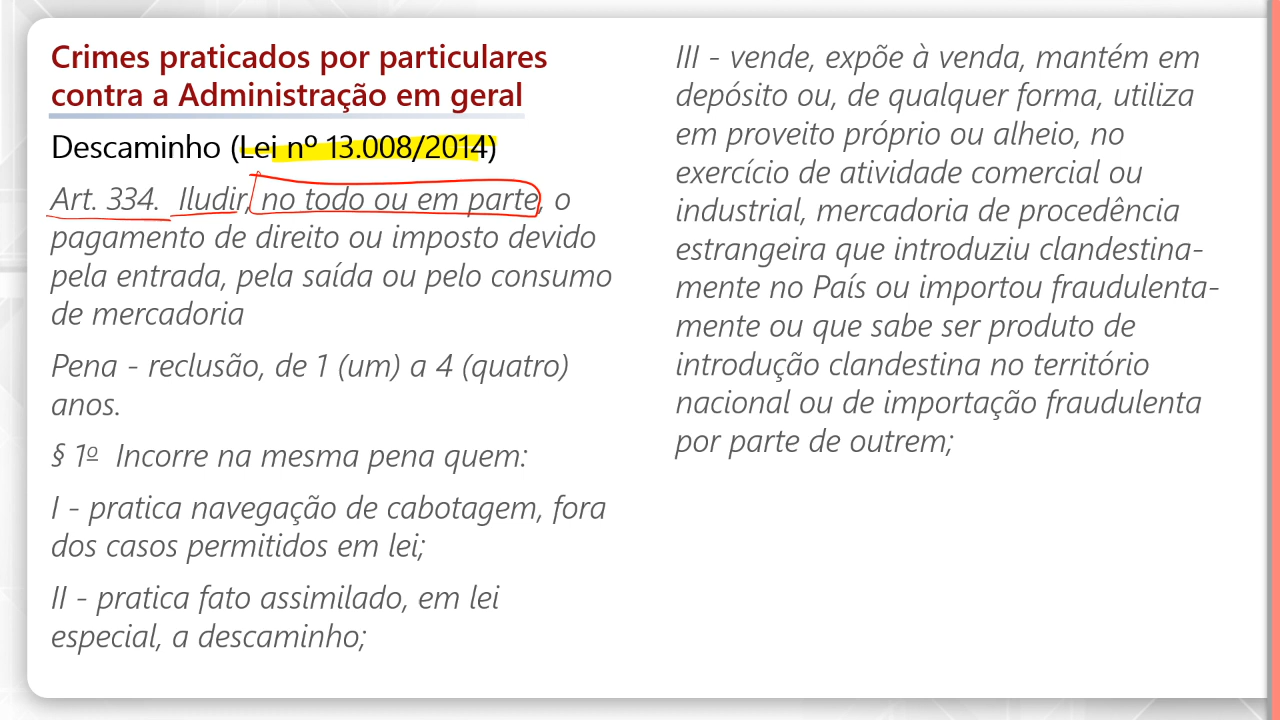 Crimes praticados por particulares
contra a Administração em geral
Descaminho (Lei nº 13.008/2014)
Art. 334.  Iludir, no todo ou em parte, o
pagamento de direito ou imposto devido
pela entrada, pela saída ou pelo consumo
de mercadoria
Pena - reclusão, de 1 (um) a 4 (quatro)
anos.
§ 1º  Incorre na mesma pena quem:
I - pratica navegação de cabotagem, fora
dos casos permitidos em lei;
II - pratica fato assimilado, em lei
especial, a descaminho;
III - vende, expõe à venda, mantém em
depósito ou, de qualquer forma, utiliza
em proveito próprio ou alheio, no
exercício de atividade comercial ou
industrial, mercadoria de procedência
estrangeira que introduziu clandestina-
mente no País ou importou fraudulenta-
mente ou que sabe ser produto de
introdução clandestina no território
nacional ou de importação fraudulenta
por parte de outrem;